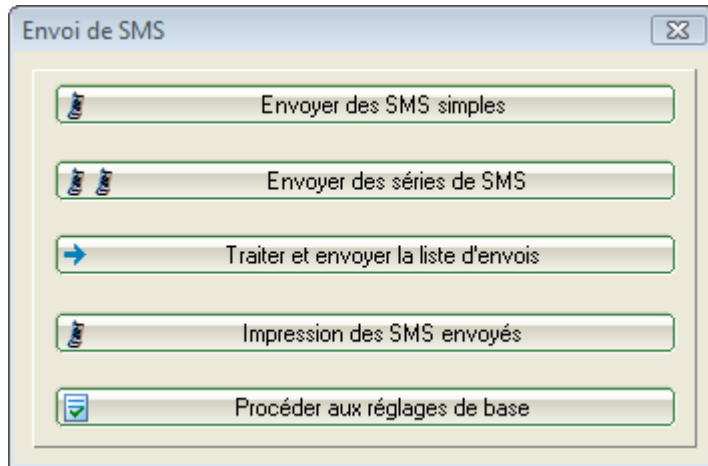 Envoi de SMS
Envoyer des SMS simples
Envoyer des séries de SMS
Traiter et envoyer la liste d'envois
Impression des SMS envoyés
Procéder aux réglages de base